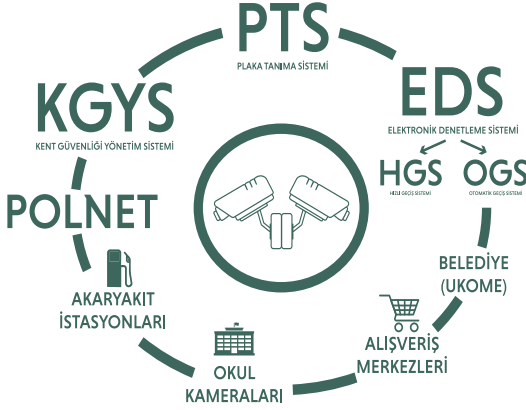 PTS
PLAKA TANIMA SİSTEMİ
KGYS
KENT GÜVENLİĞİ YÖNETİM SİSTEMİ
EDS
ELEKTRONİK DENETLEME SİSTEMİ
HGS
HIZLI GEÇİŞ SİSTEMİ
OGS
OTOMATİK GEÇİŞ SİSTEMİ
POLNET
BELEDİYE
(UKOME)
AKARYAKIT
İSTASYONLARI
ALIŞVERİŞ
MERKEZLERİ
OKUL
KAMERALARI